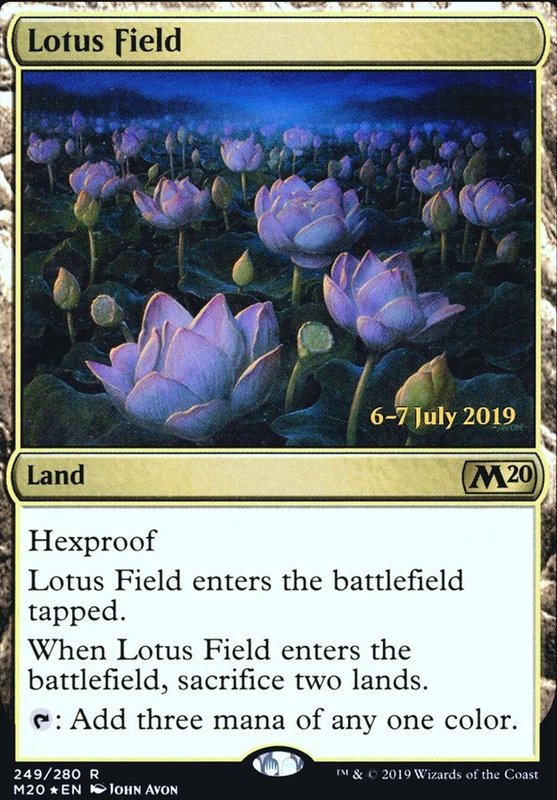 Lotus Field
6–7 July 2019
Land
M20
Hexproof
Lotus Field enters the battlefield
tapped.
When Lotus Field enters the
battlefield, sacrifice two lands.
: Add three mana of any one color.
249/280 R
M20 ★ EN JOHN AVON
™ & © 2019 Wizards of the Coast